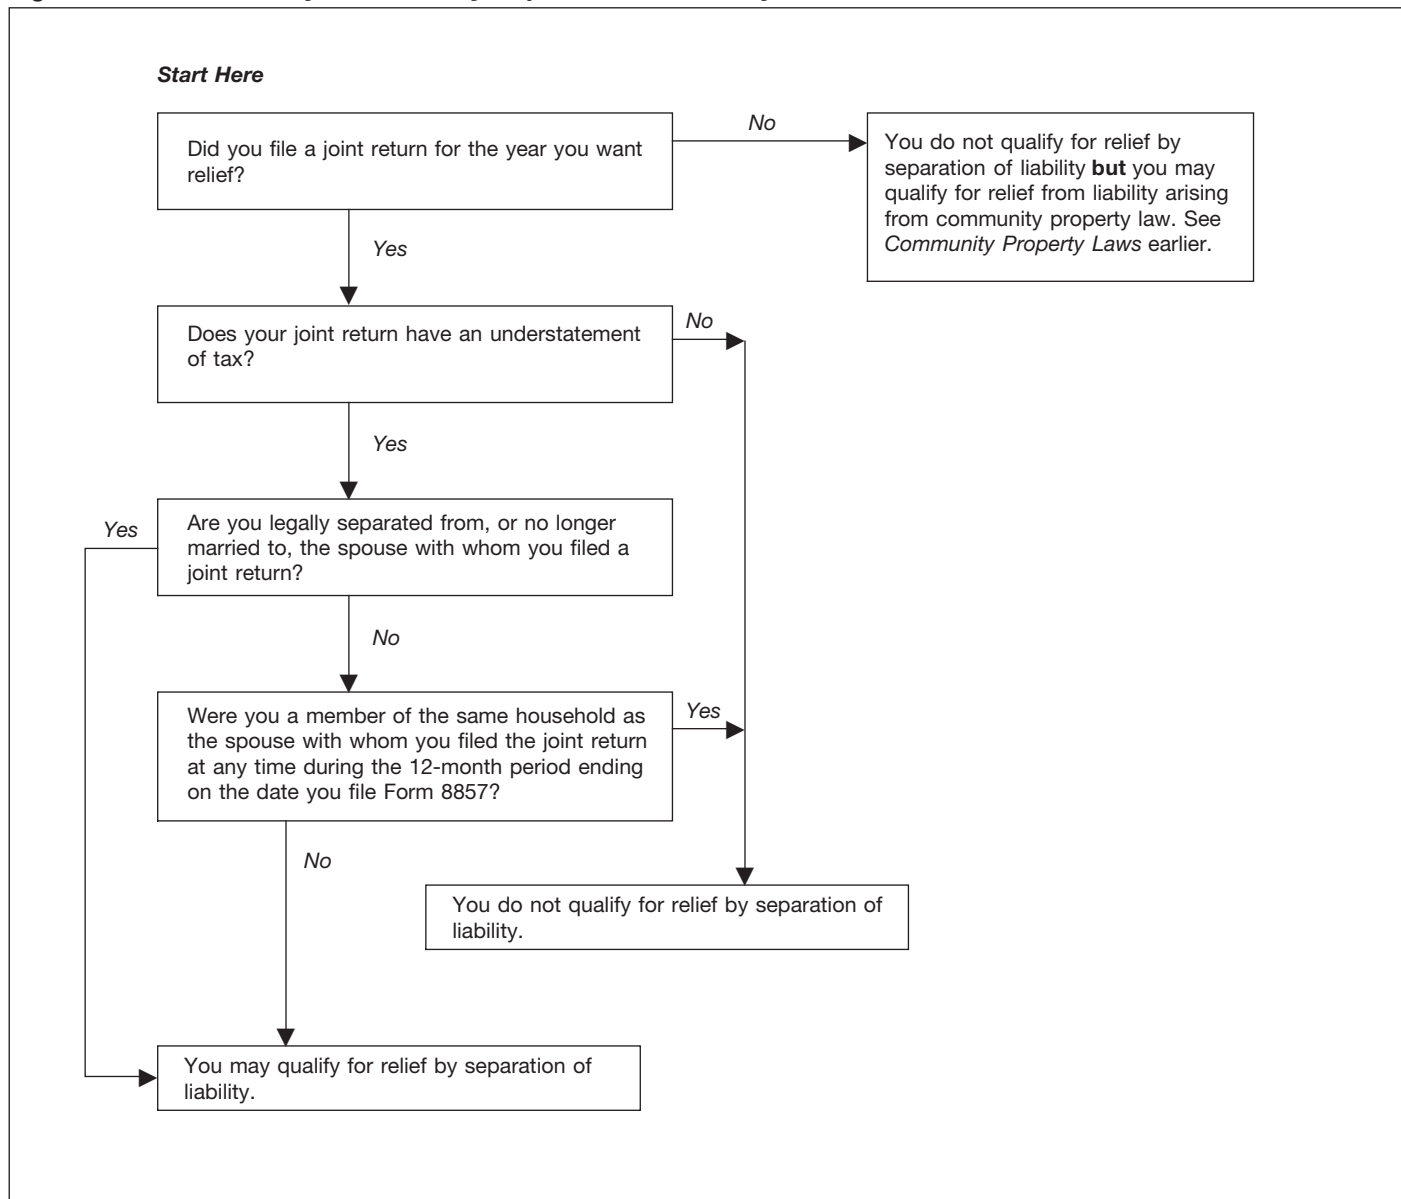 Start Here
Did you file a joint return for the year you want
relief?
No
You do not qualify for relief by
separation of liability but you may
qualify for relief from liability arising
from community property law. See
Community Property Laws earlier.
Yes
Does your joint return have an understatement
of tax?
No
Yes
Are you legally separated from, or no longer
married to, the spouse with whom you filed a
joint return?
Yes
No
Were you a member of the same household as
the spouse with whom you filed the joint return
at any time during the 12-month period ending
on the date you file Form 8857?
Yes
No
You do not qualify for relief by separation of
liability.
You may qualify for relief by separation of
liability.